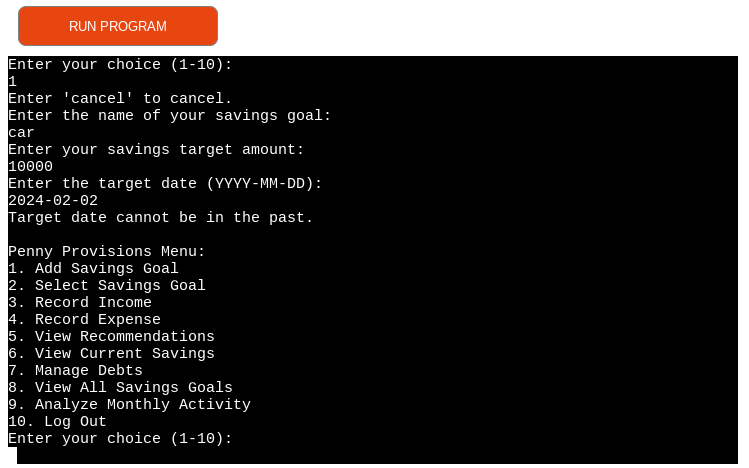 RUN PROGRAM
Enter your choice (1-10):
1
Enter 'cancel' to cancel.
Enter the name of your savings goal:
car
Enter your savings target amount:
10000
Enter the target date (YYYY-MM-DD):
2024-02-02
Target date cannot be in the past.
Penny Provisions Menu:
1. Add Savings Goal
2. Select Savings Goal
3. Record Income
4. Record Expense
5. View Recommendations
6. View Current Savings
7. Manage Debts
8. View All Savings Goals
9. Analyze Monthly Activity
10. Log Out
Enter your choice (1-10):